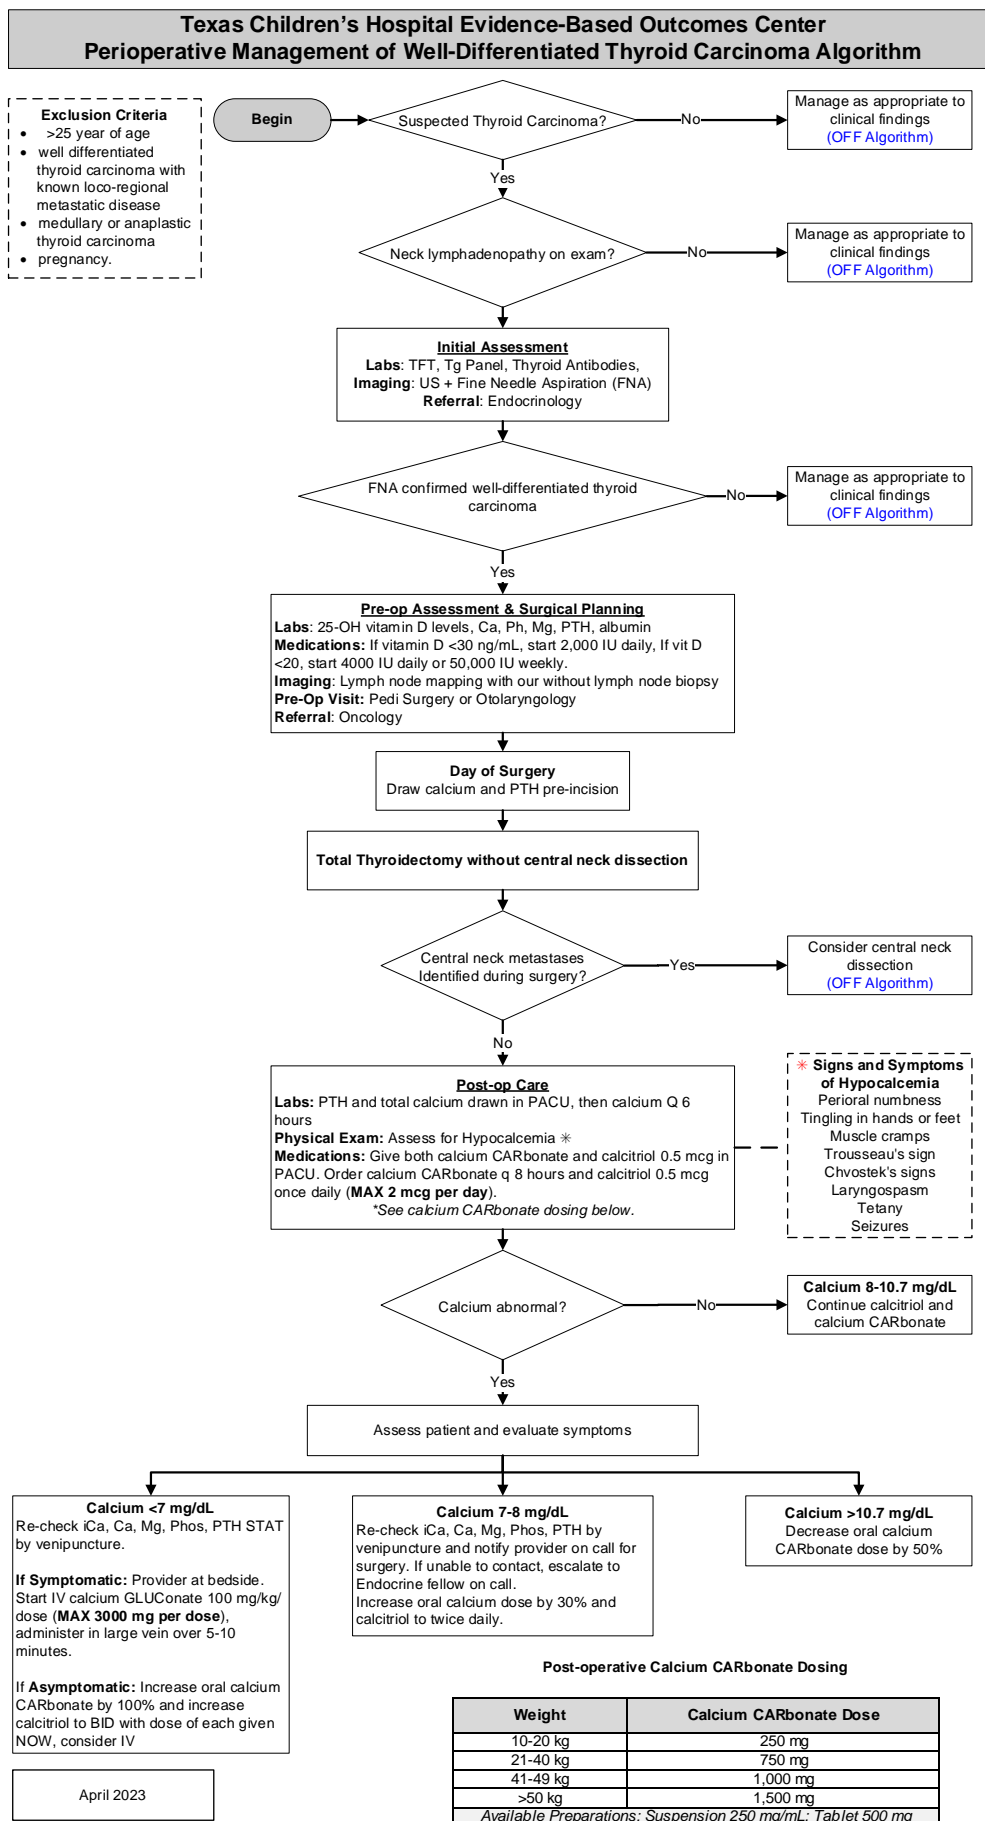 Texas Children's Hospital Evidence-Based Outcomes Center
Perioperative Management of Well-Differentiated Thyroid Carcinoma Algorithm
Exclusion Criteria
• >25 year of age
• well differentiated
thyroid carcinoma with
known loco-regional
metastatic disease
• medullary or anaplastic
thyroid carcinoma
• pregnancy.
Begin
Suspected Thyroid Carcinoma?
No
Manage as appropriate to
clinical findings
(OFF Algorithm)
Yes
Neck lymphadenopathy on exam?
No
Manage as appropriate to
clinical findings
(OFF Algorithm)
Initial Assessment
Labs: TFT, Tg Panel, Thyroid Antibodies,
Imaging: US + Fine Needle Aspiration (FNA)
Referral: Endocrinology
FNA confirmed well-differentiated thyroid
carcinoma
No
Manage as appropriate to
clinical findings
(OFF Algorithm)
Yes
Pre-op Assessment & Surgical Planning
Labs: 25-OH vitamin D levels, Ca, Ph, Mg, PTH, albumin
Medications: If vitamin D <30 ng/mL, start 2,000 IU daily, If vit D
<20, start 4000 IU daily or 50,000 IU weekly.
Imaging: Lymph node mapping with our without lymph node biopsy
Pre-Op Visit: Pedi Surgery or Otolaryngology
Referral: Oncology
Day of Surgery
Draw calcium and PTH pre-incision
Total Thyroidectomy without central neck dissection
Central neck metastases
Identified during surgery?
Yes
Consider central neck
dissection
(OFF Algorithm)
No
Post-op Care
Labs: PTH and total calcium drawn in PACU, then calcium Q 6
hours
Physical Exam: Assess for Hypocalcemia ✳
Medications: Give both calcium CARbonate and calcitriol 0.5 mcg in
PACU. Order calcium CARbonate q 8 hours and calcitriol 0.5 mcg
once daily (MAX 2 mcg per day).
*See calcium CARbonate dosing below.
✳ Signs and Symptoms
of Hypocalcemia
Perioral numbness
Tingling in hands or feet
Muscle cramps
Trousseau's sign
Chvostek's signs
Laryngospasm
Tetany
Seizures
Calcium abnormal?
No
Calcium 8-10.7 mg/dL
Continue calcitriol and
calcium CARbonate
Yes
Assess patient and evaluate symptoms
Calcium <7 mg/dL
Re-check iCa, Ca, Mg, Phos, PTH STAT
by venipuncture.
If Symptomatic: Provider at bedside.
Start IV calcium GLUConate 100 mg/kg/
dose (MAX 3000 mg per dose),
administer in large vein over 5-10
minutes.
If Asymptomatic: Increase oral calcium
CARbonate by 100% and increase
calcitriol to BID with dose of each given
NOW, consider IV
Calcium 7-8 mg/dL
Re-check iCa, Ca, Mg, Phos, PTH by
venipuncture and notify provider on call for
surgery. If unable to contact, escalate to
Endocrine fellow on call.
Increase oral calcium dose by 30% and
calcitriol to twice daily.
Calcium >10.7 mg/dL
Decrease oral calcium
CARbonate dose by 50%
Post-operative Calcium CARbonate Dosing
Weight Calcium CARbonate Dose
10-20 kg 250 mg
21-40 kg 750 mg
41-49 kg 1,000 mg
>50 kg 1,500 mg
Available Preparations: Suspension 250 mg/mL; Tablet 500 mg
April 2023